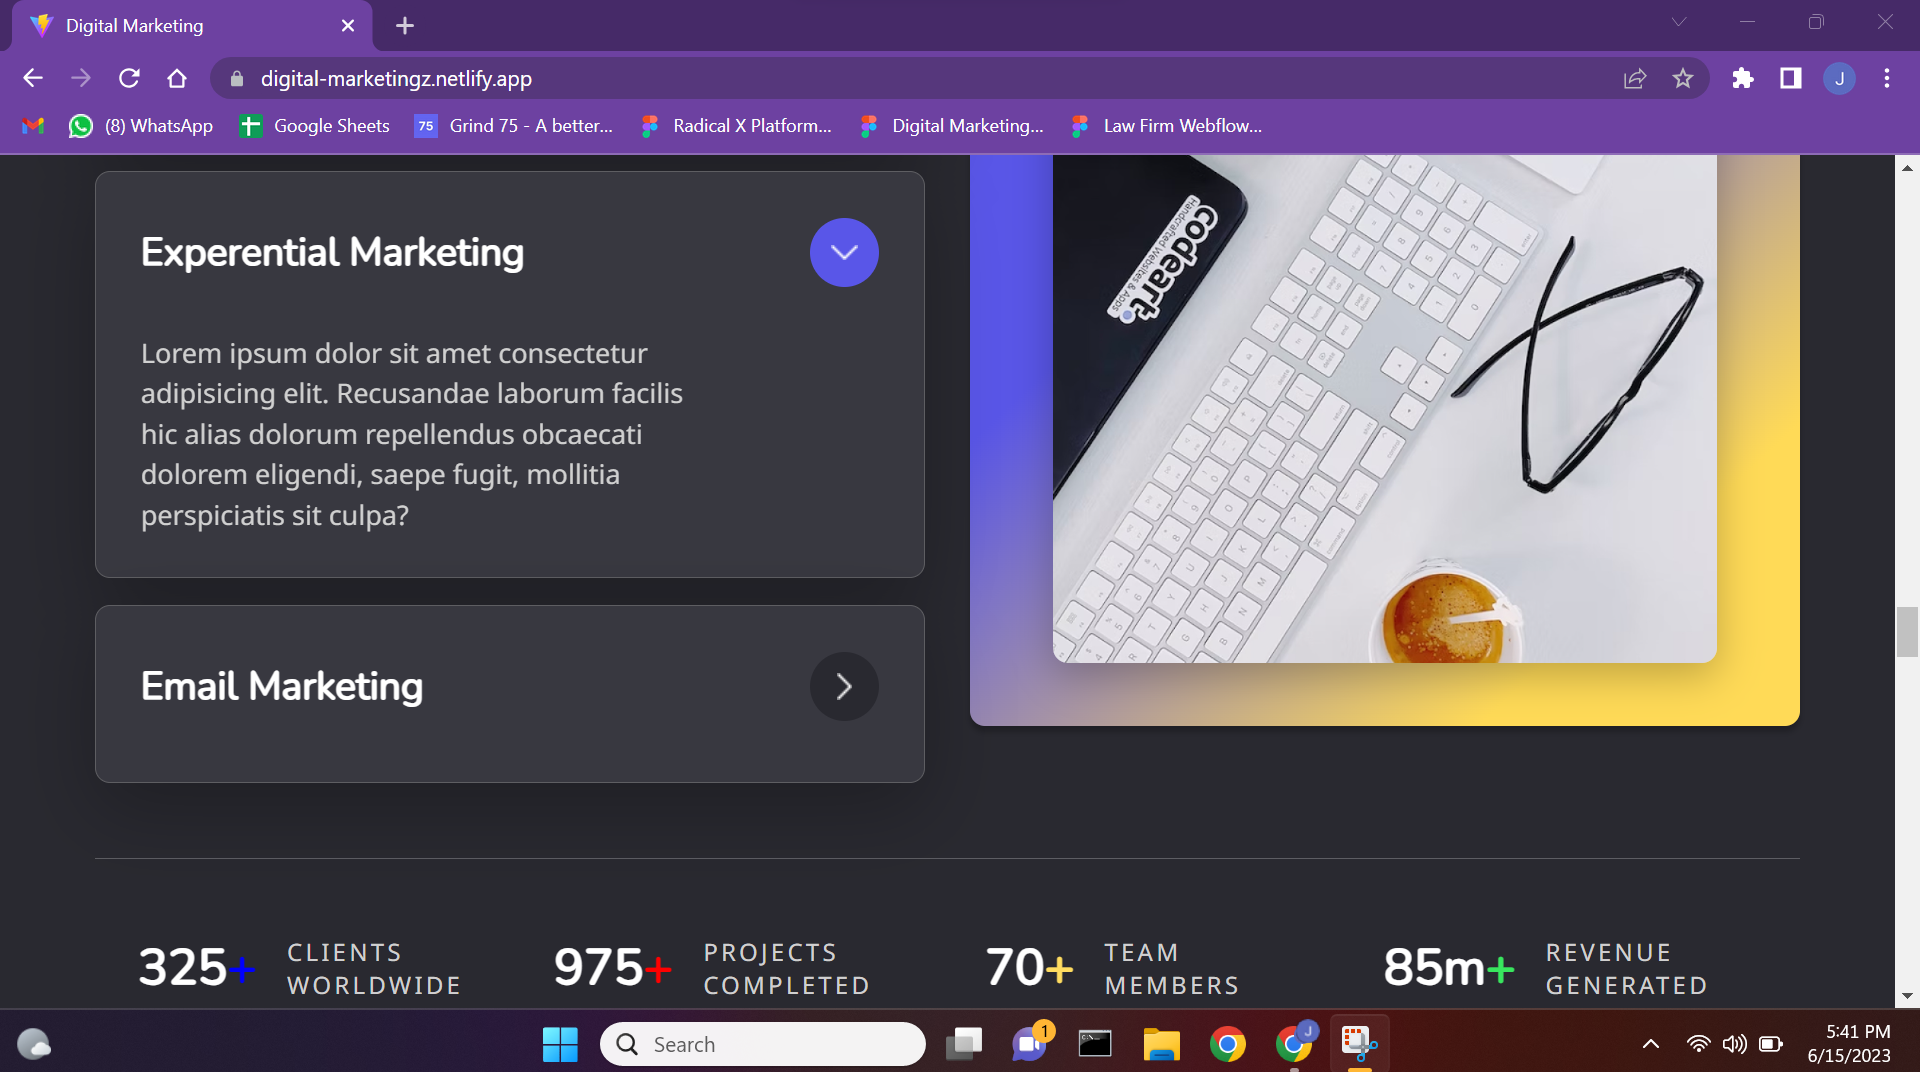 Digital Marketing
digital-marketingz.netlify.app
J
(8) WhatsApp
Google Sheets
75
Grind 75 - A better...
Radical X Platform...
Digital Marketing...
Law Firm Webflow...
Experential Marketing
Lorem ipsum dolor sit amet consectetur
adipisicing elit. Recusandae laborum facilis
hic alias dolorum repellendus obcaecati
dolorem eligendi, saepe fugit, mollitia
perspiciatis sit culpa?
codeart
Handcrafted Websites & Apps
Email Marketing
325+ CLIENTS
WORLDWIDE
975+ PROJECTS
COMPLETED
70+ TEAM
MEMBERS
85m+ REVENUE
GENERATED
Search
1
J
5:41 PM
6/15/2023